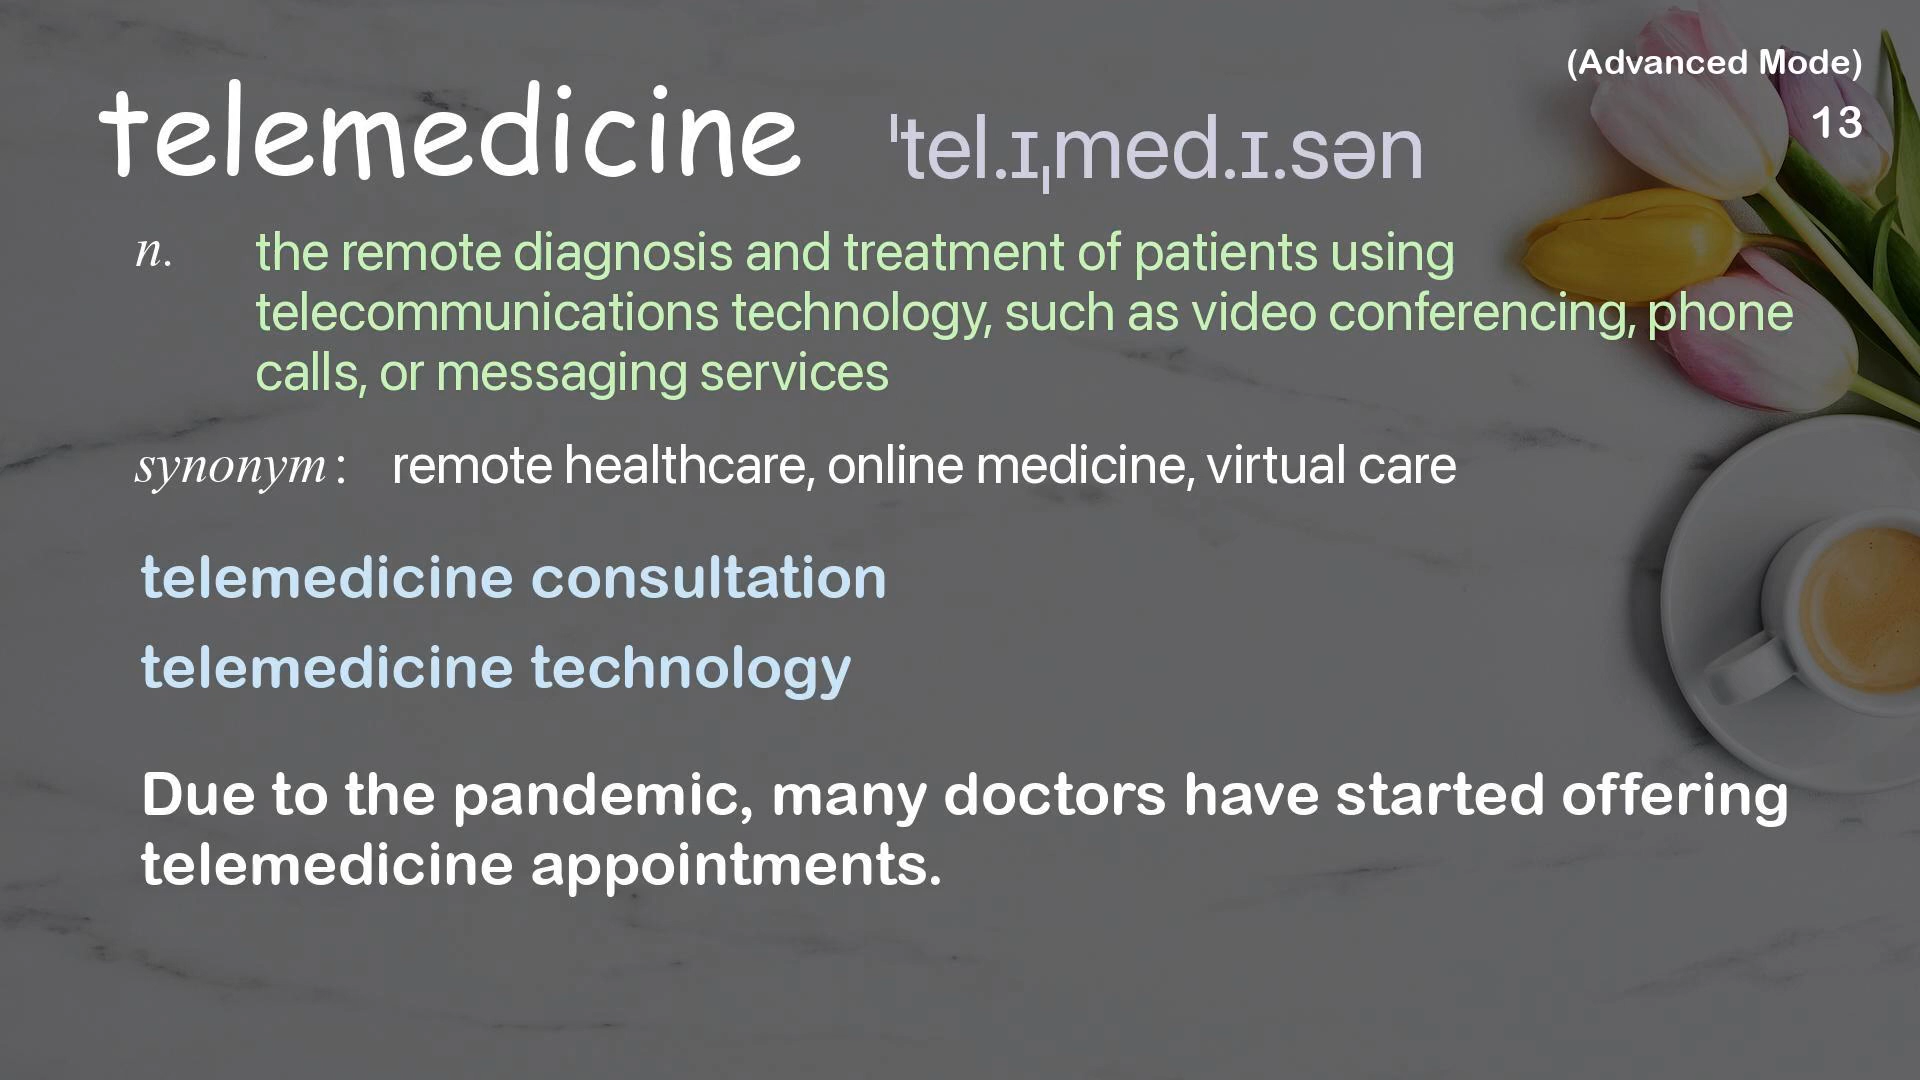 (Advanced Mode)
telemedicine ˈtel.ɪˌmed.ɪ.sən
13
n. the remote diagnosis and treatment of patients using
telecommunications technology, such as video conferencing, phone
calls, or messaging services
synonym: remote healthcare, online medicine, virtual care
telemedicine consultation
telemedicine technology
Due to the pandemic, many doctors have started offering
telemedicine appointments.